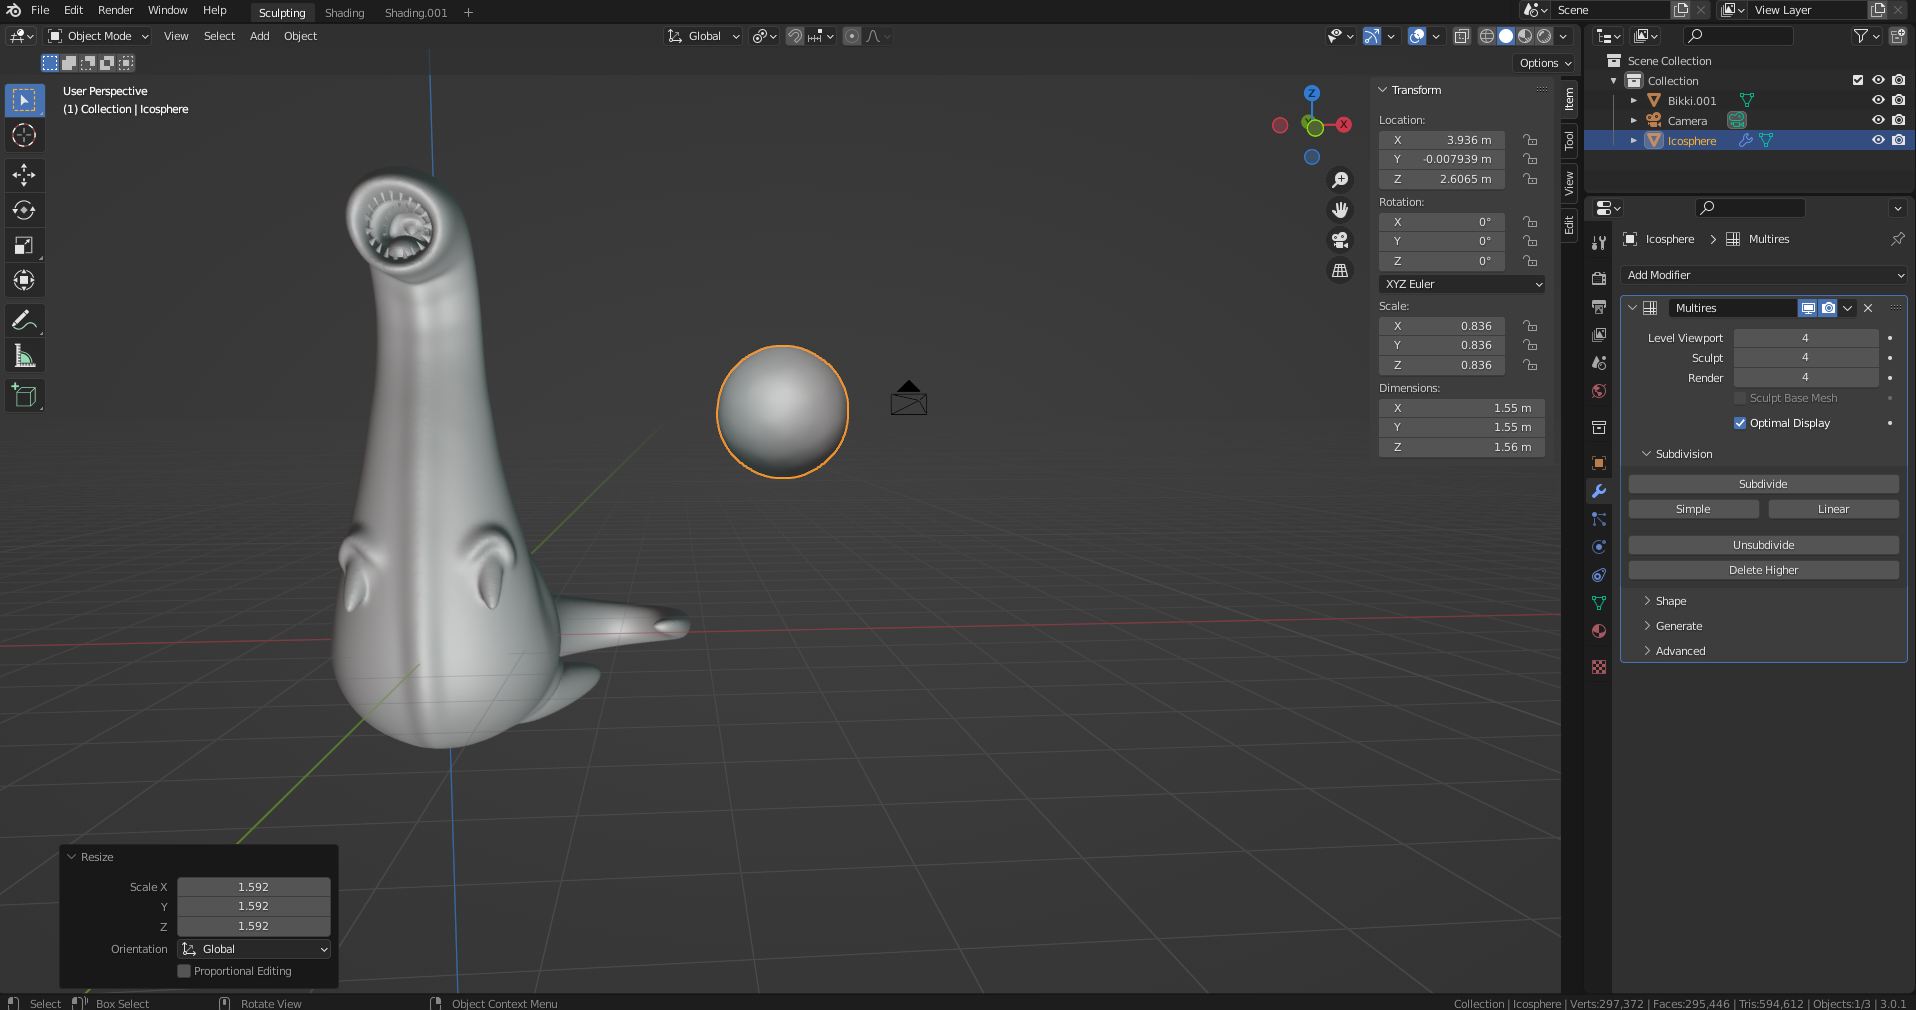 File Edit Render Window Help Sculpting Shading Shading.001 + Scene View Layer
Object Mode View Select Add Object Global
Options
User Perspective
(1) Collection | Icosphere
Z
X
Y
Transform
Location:
X 3.936 m
Y -0.007939 m
Z 2.6065 m
Rotation:
X 0°
Y 0°
Z 0°
XYZ Euler
Scale:
X 0.836
Y 0.836
Z 0.836
Dimensions:
X 1.55 m
Y 1.55 m
Z 1.56 m
Item
Tool
View
Edit
Scene Collection
Collection
Bikki.001
Camera
Icosphere
Icosphere Multires
Add Modifier
Multires
Level Viewport 4
Sculpt 4
Render 4
Sculpt Base Mesh
Optimal Display
Subdivision
Subdivide
Simple Linear
Unsubdivide
Delete Higher
Shape
Generate
Advanced
Resize
Scale X 1.592
Y 1.592
Z 1.592
Orientation Global
Proportional Editing
Select Box Select Rotate View Object Context Menu Collection | Icosphere | Verts:297,372 | Faces:295,446 | Tris:594,612 | Objects:1/3 | 3.0.1